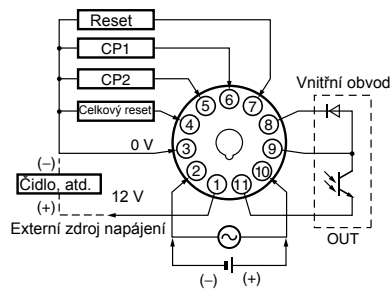 Reset
CP1
CP2
Celkový reset
0 V
(−)
Čidlo, atd.
(+)
12 V
Externí zdroj napájení
5 6 7
4 8
3 9
2 10
1 11
(−) (+)
Vnitřní obvod
OUT